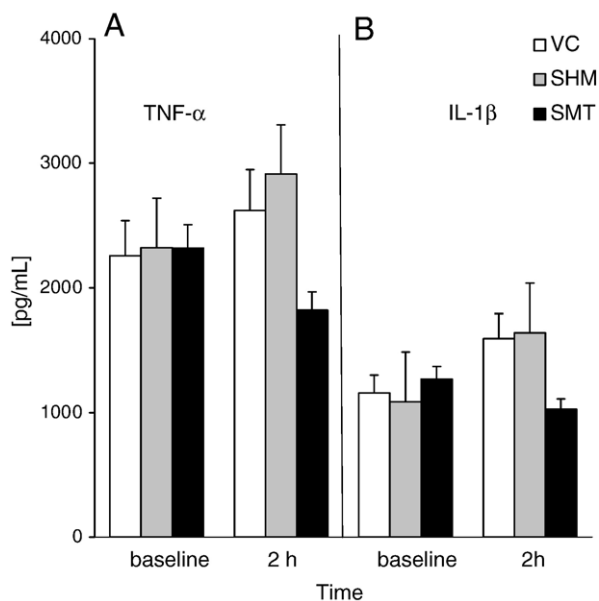 A
B
VC
SHM
SMT
TNF-α
IL-1β
[pg/mL]
4000
3000
2000
1000
0
baseline
2 h
baseline
2h
Time